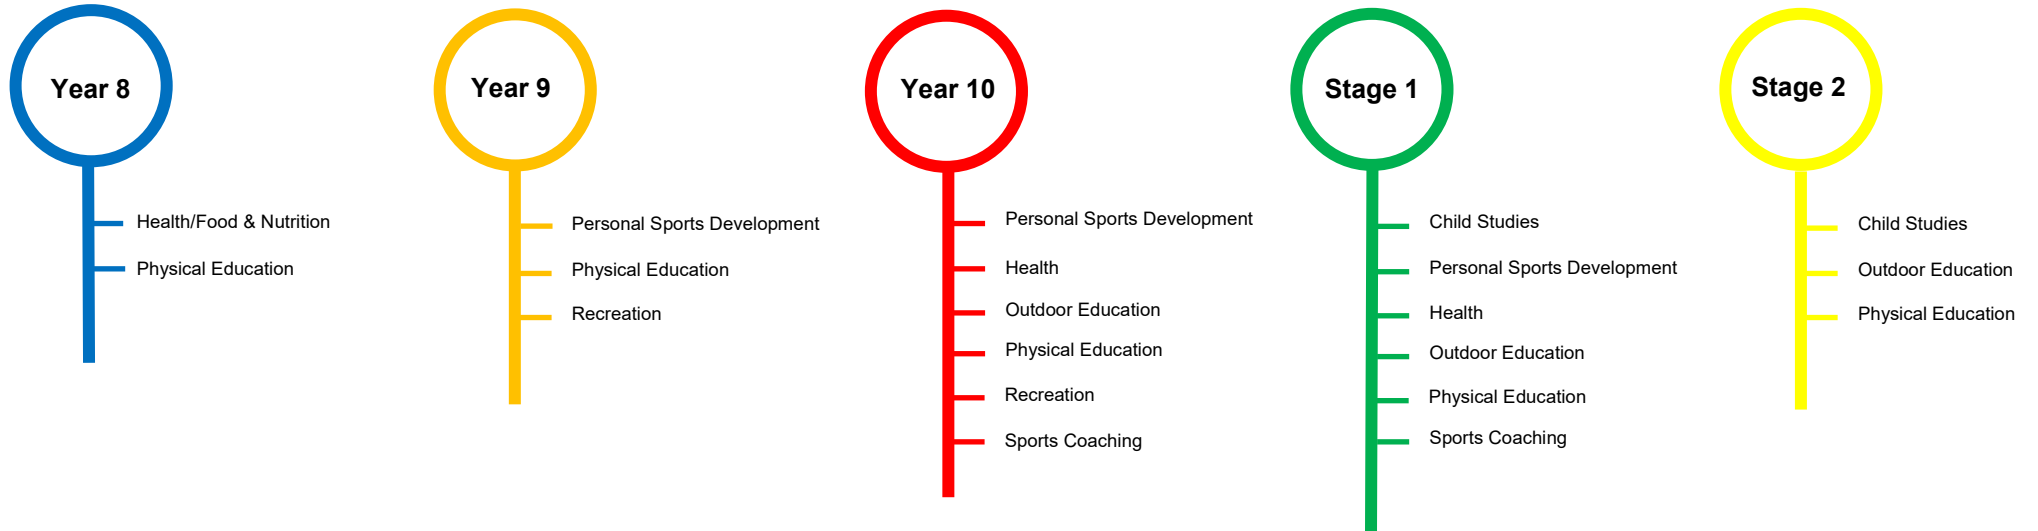 Year 8
Health/Food & Nutrition
Physical Education
Year 9
Personal Sports Development
Physical Education
Recreation
Year 10
Personal Sports Development
Health
Outdoor Education
Physical Education
Recreation
Sports Coaching
Stage 1
Child Studies
Personal Sports Development
Health
Outdoor Education
Physical Education
Sports Coaching
Stage 2
Child Studies
Outdoor Education
Physical Education